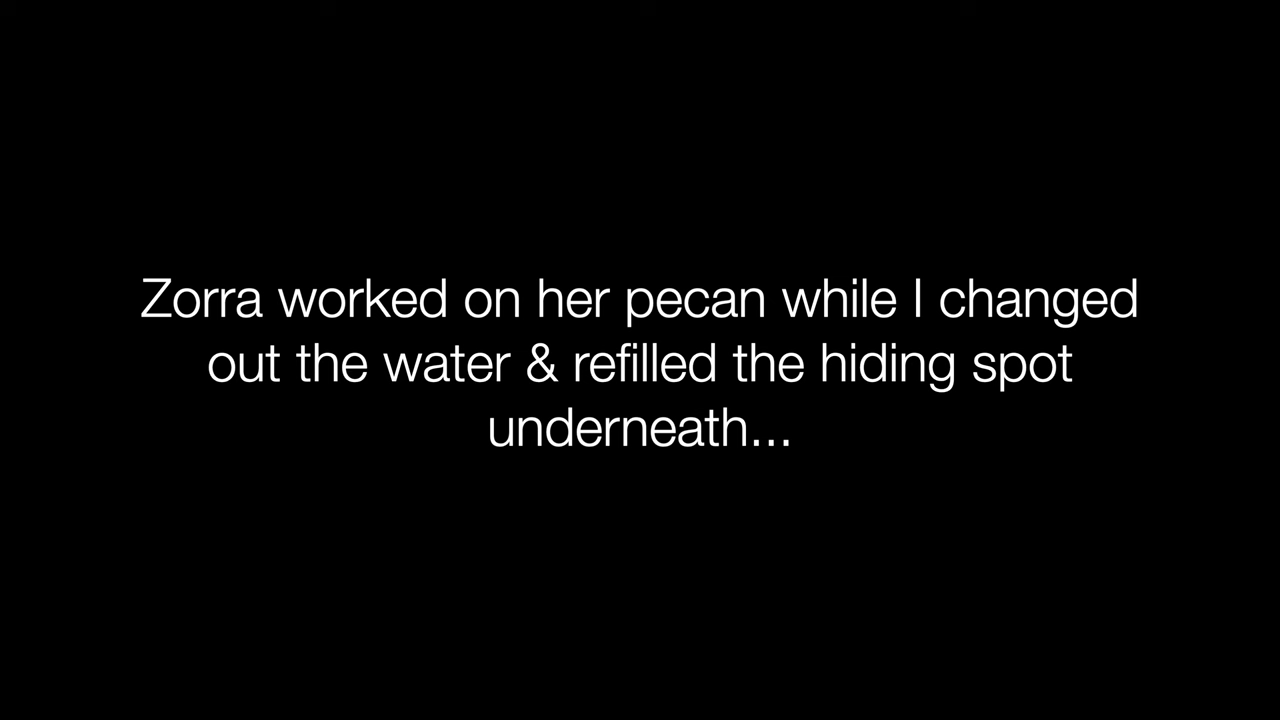 Zorra worked on her pecan while I changed
out the water & refilled the hiding spot
underneath...